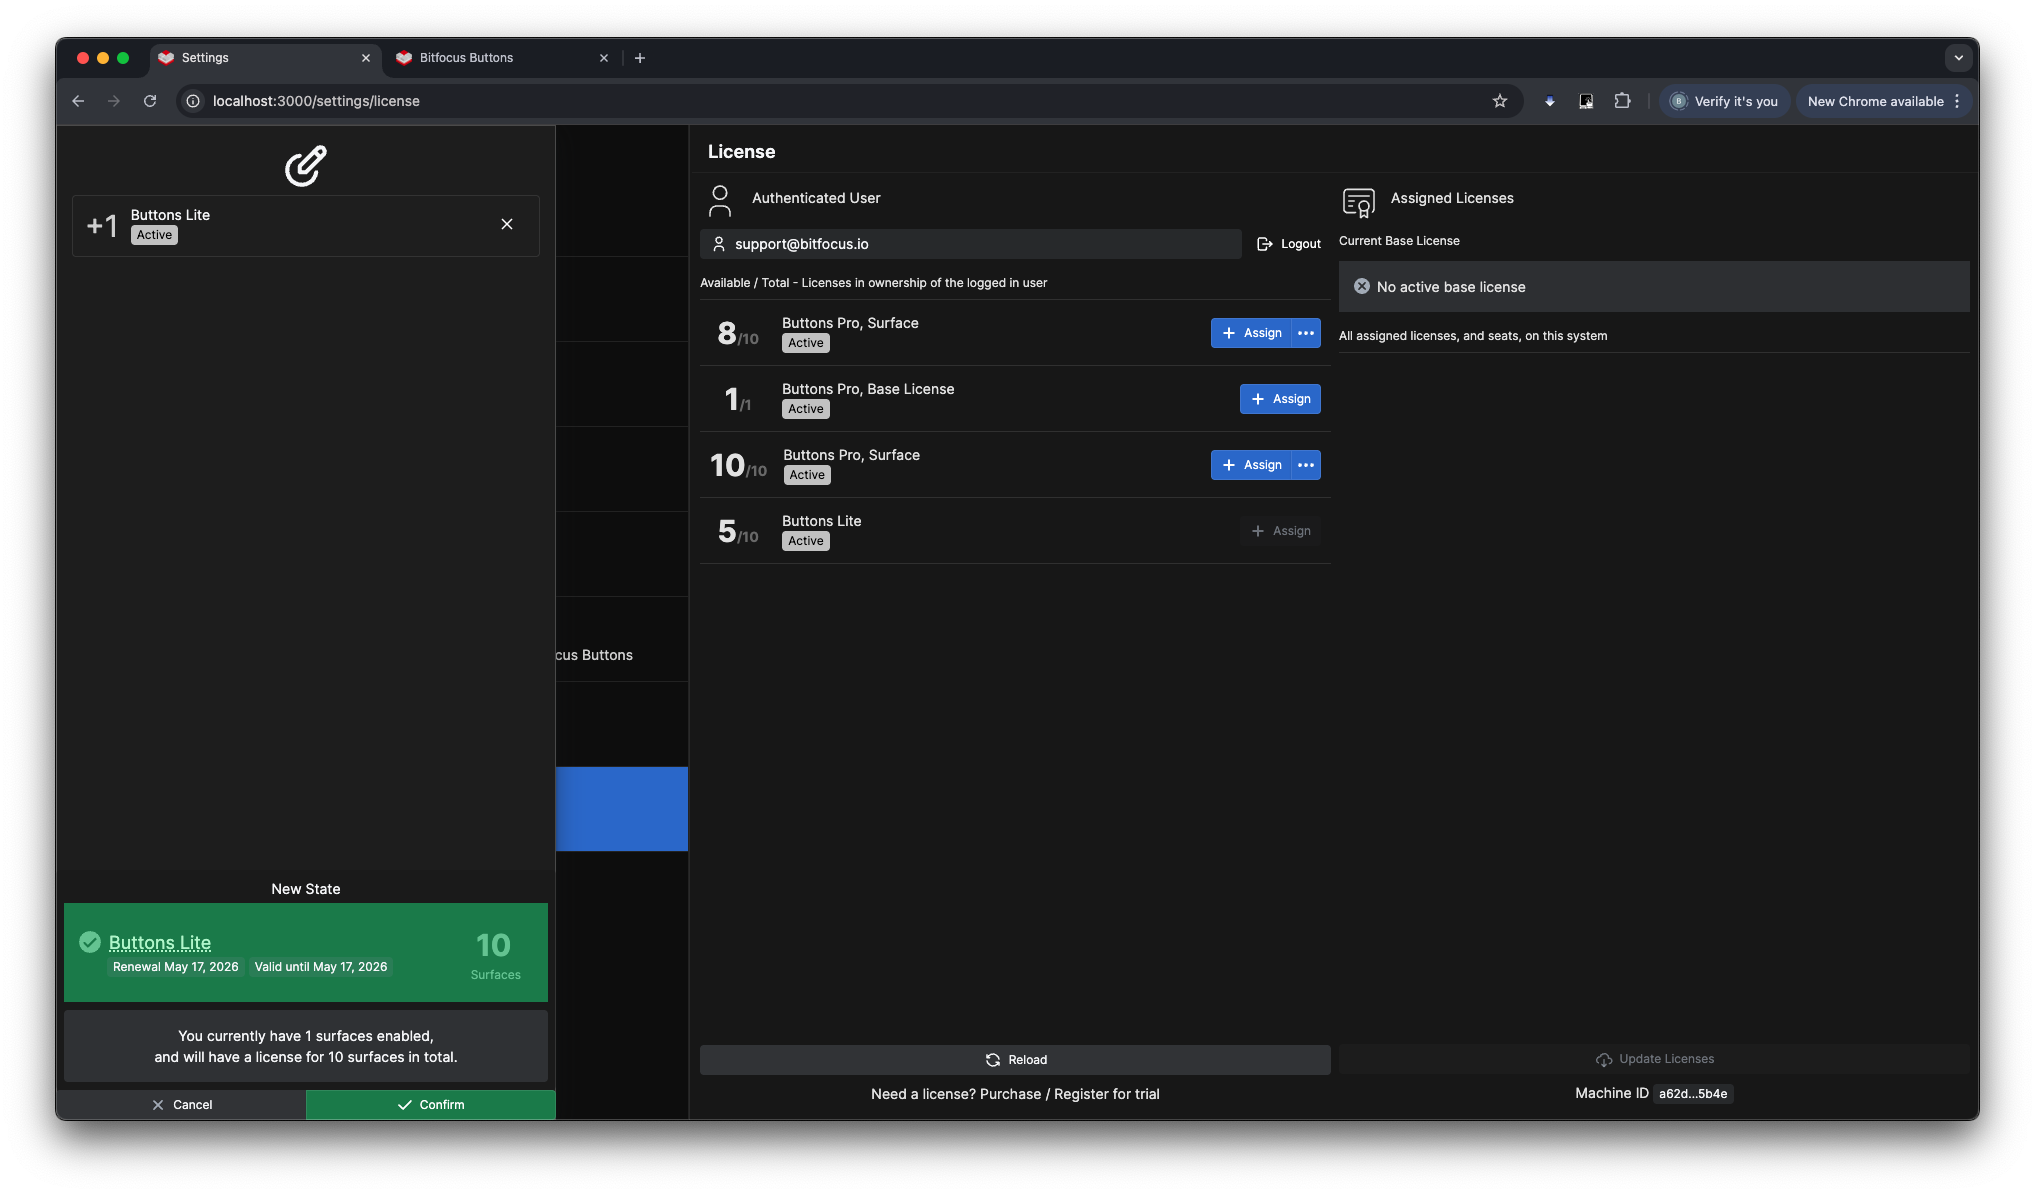 Settings
Bitfocus Buttons
localhost:3000/settings/license
Verify it's you
New Chrome available
+1
Buttons Lite
Active
New State
Buttons Lite
Renewal May 17, 2026
Valid until May 17, 2026
10
Surfaces
You currently have 1 surfaces enabled,
and will have a license for 10 surfaces in total.
Cancel
Confirm
cus Buttons
License
Authenticated User
support@bitfocus.io
Logout
Available / Total - Licenses in ownership of the logged in user
8/10
Buttons Pro, Surface
Active
Assign
1/1
Buttons Pro, Base License
Active
Assign
10/10
Buttons Pro, Surface
Active
Assign
5/10
Buttons Lite
Active
Assign
Reload
Need a license? Purchase / Register for trial
Assigned Licenses
Current Base License
No active base license
All assigned licenses, and seats, on this system
Update Licenses
Machine ID a62d...5b4e